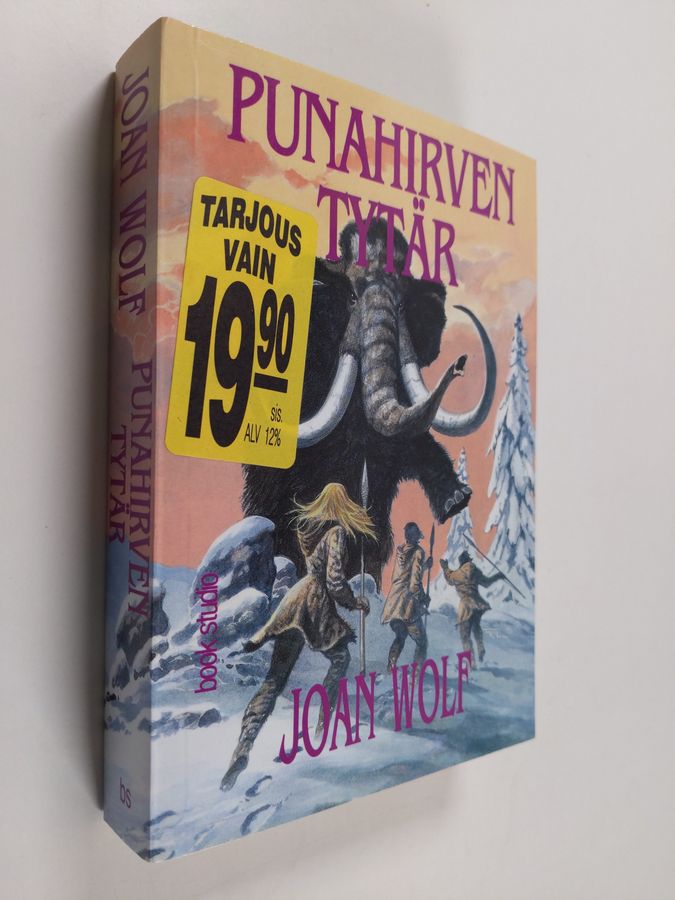 JOAN WOLF PUNAHIRVEN
TYTÄR
bs
PUNAHIRVEN
TYTÄR
TARJOUS
VAIN
19 90
sis.
ALV 12%
book.studio
JOAN WOLF